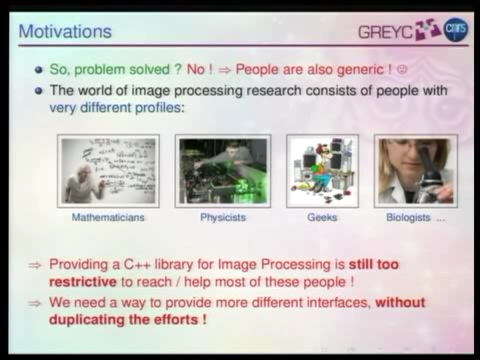 Motivations
GREYC
cnrs
So, problem solved ? No ! ⇒ People are also generic ! ☺
The world of image processing research consists of people with
very different profiles:
Mathematicians Physicists Geeks Biologists ...
⇒ Providing a C++ library for Image Processing is still too
restrictive to reach / help most of these people !
⇒ We need a way to provide more different interfaces, without
duplicating the efforts !